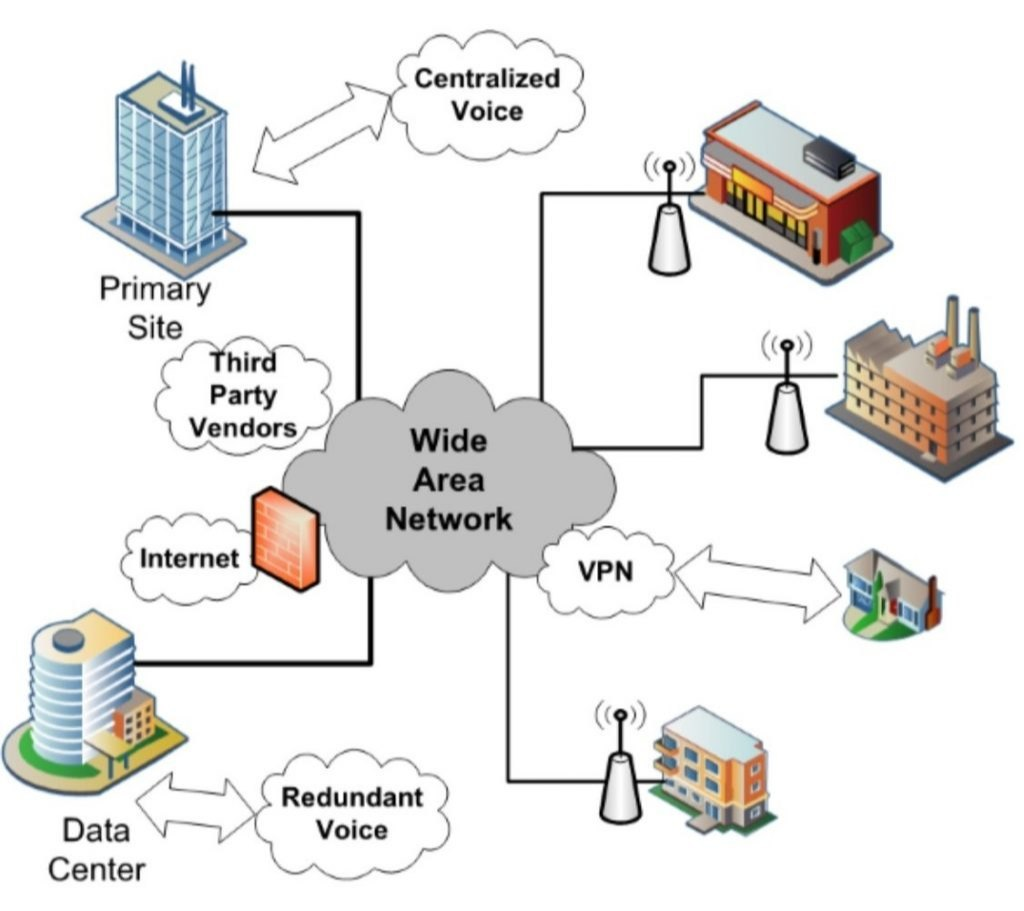 Centralized
Voice
Primary
Site
Third
Party
Vendors
Wide
Area
Network
Internet
VPN
Redundant
Voice
Data
Center